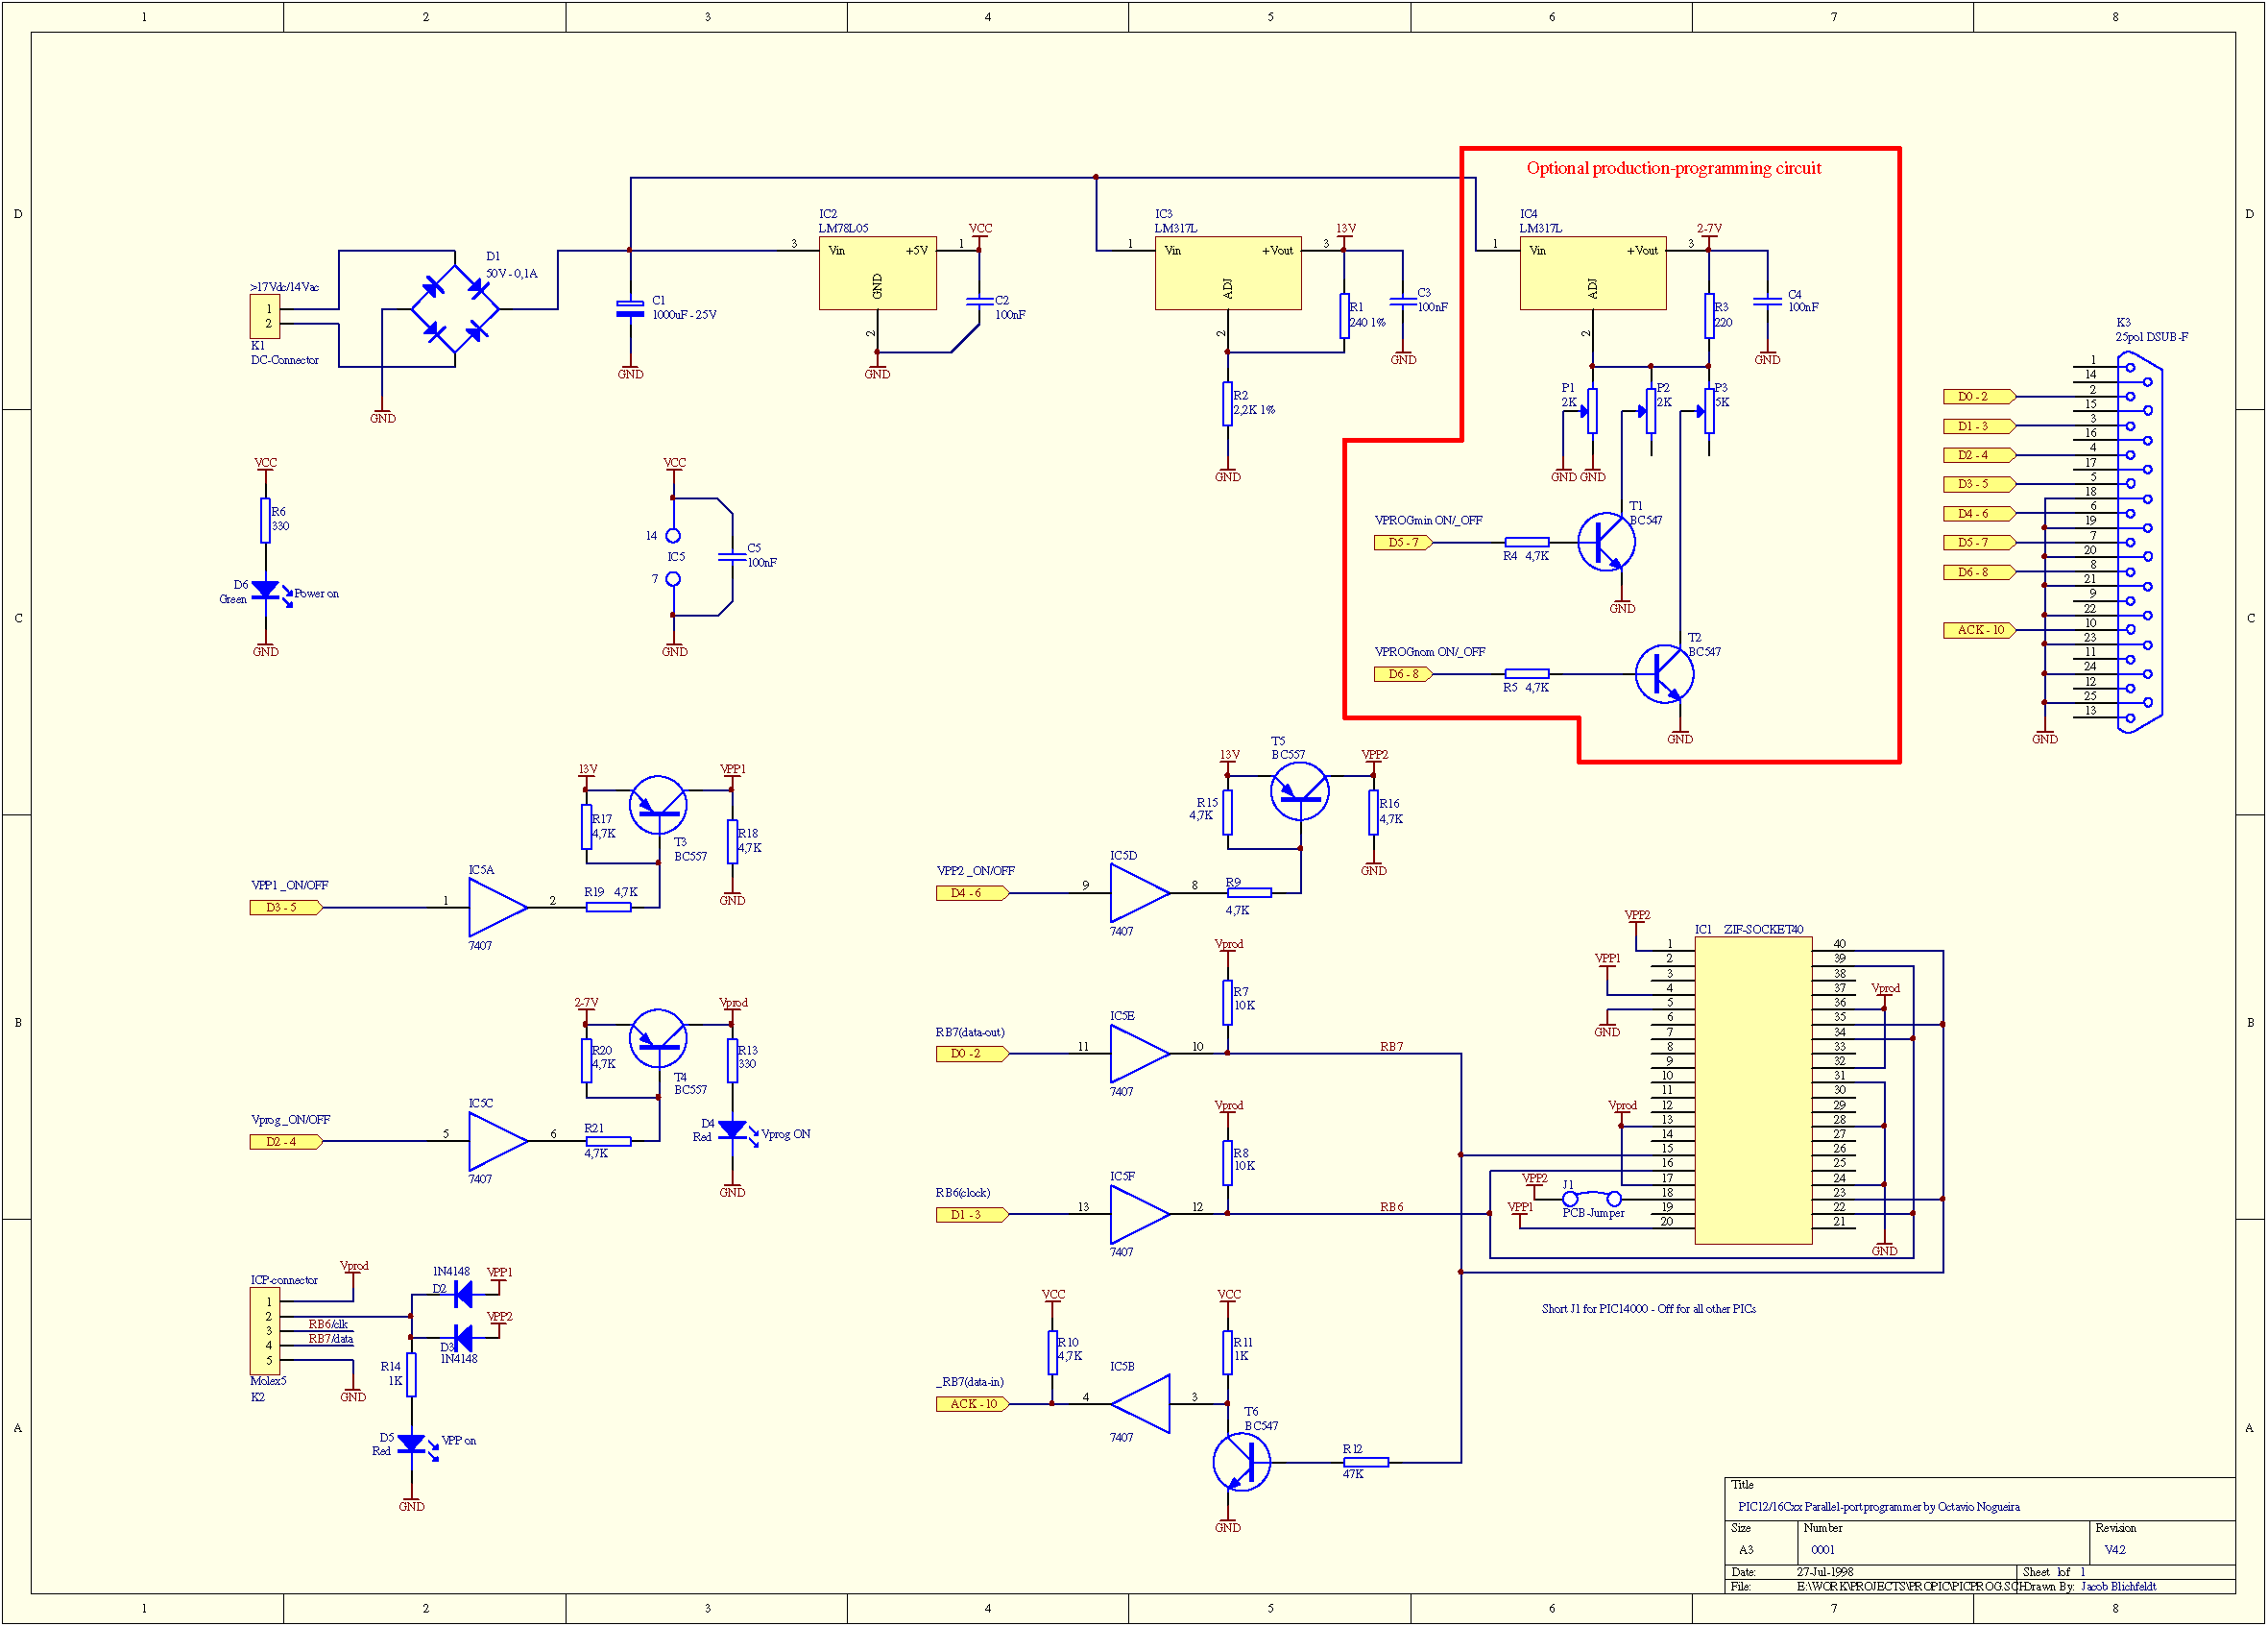 1 2 3 4 5 6 7 8
D
C
B
A
Optional production-programming circuit
>17Vdc/14Vac
1
2
K1
DC-Connector
D1
50V - 0,1A
GND
C1
1000uF - 25V
GND
IC2
LM78L05
3 Vin +5V 1
GND
2
VCC
C2
100nF
GND
IC3
LM317L
1 Vin +Vout 3
ADJ
2
13V
R1
240 1%
C3
100nF
GND
R2
2,2K 1%
GND
IC4
LM317L
1 Vin +Vout 3
ADJ
2
2-7V
R3
220
C4
100nF
GND
P1
2K
P2
2K
P3
5K
GND GND
T1
BC547
VPROGmin ON/_OFF
D5 - 7
R4 4,7K
GND
T2
BC547
VPROGnom ON/_OFF
D6 - 8
R5 4,7K
GND
K3
25pol DSUB-F
D0 - 2
D1 - 3
D2 - 4
D3 - 5
D4 - 6
D5 - 7
D6 - 8
ACK - 10
1
14
2
15
3
16
4
17
5
18
6
19
7
20
8
21
9
22
10
23
11
24
12
25
13
GND
VCC
R6
330
D6
Green
Power on
GND
VCC
14
IC5
7
C5
100nF
GND
13V
R17
4,7K
T3
BC557
VPP1
R18
4,7K
GND
VPP1 _ON/OFF
D3 - 5
1
IC5A
7407
2
R19 4,7K
13V
R15
4,7K
T5
BC557
VPP2
R16
4,7K
GND
VPP2 _ON/OFF
D4 - 6
9
IC5D
7407
8
R9
4,7K
2-7V
R20
4,7K
T4
BC557
Vprod
R13
330
D4
Red
Vprog ON
GND
Vprog_ON/OFF
D2 - 4
5
IC5C
7407
6
R21
4,7K
Vprod
R7
10K
RB7(data-out)
D0 - 2
11
IC5E
7407
10
RB7
Vprod
R8
10K
RB6(clock)
D1 - 3
13
IC5F
7407
12
RB6
VPP2
VPP1
GND
Vprod
VPP2
VPP1
J1
PCB-Jumper
IC1 ZIF-SOCKET40
1 40
2 39
3 38
4 37
5 36
6 35
7 34
8 33
9 32
10 31
11 30
12 29
13 28
14 27
15 26
16 25
17 24
18 23
19 22
20 21
Vprod
GND
Short J1 for PIC14000 - Off for all other PICs
ICP-connector
1
2
3
4
5
RB6/clk
RB7/data
Molex5
K2
Vprod
GND
1N4148
D2
VPP1
VPP2
D3
1N4148
R14
1K
D5
Red
VPP on
GND
VCC
R10
4,7K
VCC
R11
1K
_RB7(data-in)
ACK - 10
4
IC5B
7407
3
T6
BC547
R12
47K
GND
Title
PIC12/16Cxx Parallel-port programmer by Octavio Nogueira
Size Number Revision
A3 0001 V4.2
Date: 27-Jul-1998 Sheet 1of 1
File: E:\WORK\PROJECTS\PROPIC\PICPROG.SCH Drawn By: Jacob Blichfeldt
1 2 3 4 5 6 7 8
D
C
B
A